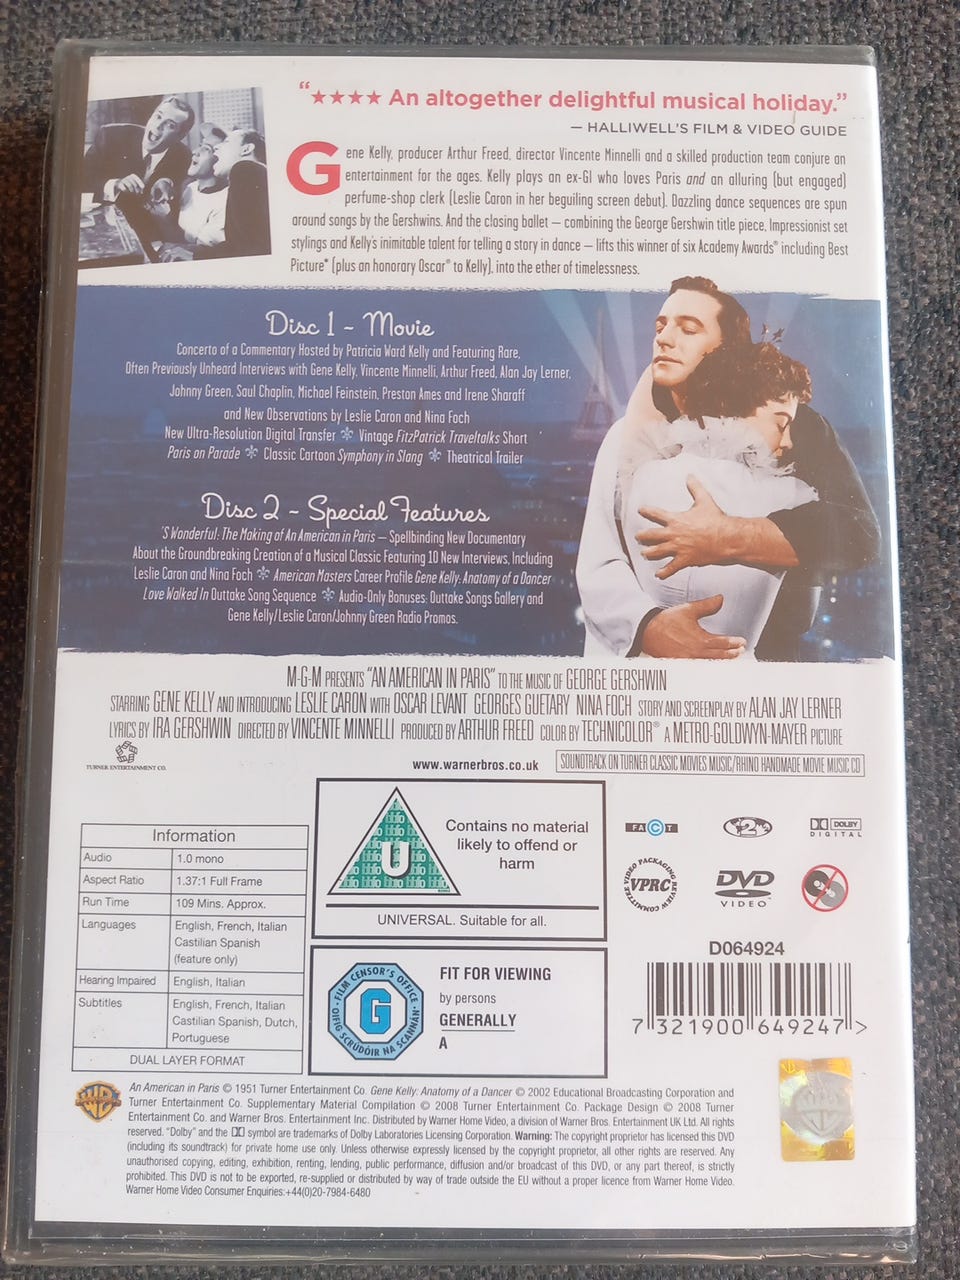 “★★★★ An altogether delightful musical holiday.”
— HALLIWELL'S FILM & VIDEO GUIDE
Gene Kelly, producer Arthur Freed, director Vincente Minnelli and a skilled production team conjure an
entertainment for the ages. Kelly plays an ex-GI who loves Paris and an alluring (but engaged)
perfume-shop clerk (Leslie Caron in her beguiling screen debut). Dazzling dance sequences are spun
around songs by the Gershwins. And the closing ballet – combining the George Gershwin title piece, Impressionist set
stylings and Kelly's inimitable talent for telling a story in dance – lifts this winner of six Academy Awards® including Best
Picture* (plus an honorary Oscar® to Kelly), into the ether of timelessness.
Disc 1 - Movie
Concerto of a Commentary Hosted by Patricia Ward Kelly and Featuring Rare,
Often Previously Unheard Interviews with Gene Kelly, Vincente Minnelli, Arthur Freed, Alan Jay Lerner,
Johnny Green, Saul Chaplin, Michael Feinstein, Preston Ames and Irene Sharaff
and New Observations by Leslie Caron and Nina Foch
New Ultra-Resolution Digital Transfer ⚜ Vintage FitzPatrick Traveltalks Short
Paris on Parade ⚜ Classic Cartoon Symphony in Slang ⚜ Theatrical Trailer
Disc 2 - Special Features
'S Wonderful: The Making of An American in Paris – Spellbinding New Documentary
About the Groundbreaking Creation of a Musical Classic Featuring 10 New Interviews, Including
Leslie Caron and Nina Foch ⚜ American Masters Career Profile Gene Kelly: Anatomy of a Dancer
Love Walked In Outtake Song Sequence ⚜ Audio-Only Bonuses: Outtake Songs Gallery and
Gene Kelly/Leslie Caron/Johnny Green Radio Promos.
M-G-M PRESENTS "AN AMERICAN IN PARIS" TO THE MUSIC OF GEORGE GERSHWIN
STARRING GENE KELLY AND INTRODUCING LESLIE CARON WITH OSCAR LEVANT GEORGES GUETARY NINA FOCH STORY AND SCREENPLAY BY ALAN JAY LERNER
LYRICS BY IRA GERSHWIN DIRECTED BY VINCENTE MINNELLI PRODUCED BY ARTHUR FREED COLOR BY TECHNICOLOR® A METRO-GOLDWYN-MAYER PICTURE
TURNER ENTERTAINMENT CO.
www.warnerbros.co.uk
SOUNDTRACK ON TURNER CLASSIC MOVIES MUSIC/RHINO HANDMADE MOVIE MUSIC CD
Information
Audio 1.0 mono
Aspect Ratio 1.37:1 Full Frame
Run Time 109 Mins. Approx.
Languages English, French, Italian
Castilian Spanish
(feature only)
Hearing Impaired English, Italian
Subtitles English, French, Italian
Castilian Spanish, Dutch,
Portuguese
DUAL LAYER FORMAT
U
Contains no material
likely to offend or
harm
UNIVERSAL. Suitable for all.
FILM CENSOR'S OFFICE
G
OIFIG SCRÚDÓIR NA SCANNÁN
FIT FOR VIEWING
by persons
GENERALLY
A
FACT
2
DOLBY
DIGITAL
VIDEO PACKAGING REVIEW COMMITTEE
VPRC
DVD
VIDEO
D064924
7 321900 649247 >
WB
An American in Paris © 1951 Turner Entertainment Co. Gene Kelly: Anatomy of a Dancer © 2002 Educational Broadcasting Corporation and
Turner Entertainment Co. Supplementary Material Compilation © 2008 Turner Entertainment Co. Package Design © 2008 Turner
Entertainment Co. and Warner Bros. Entertainment Inc. Distributed by Warner Home Video, a division of Warner Bros. Entertainment UK Ltd. All rights
reserved. "Dolby" and the DD symbol are trademarks of Dolby Laboratories Licensing Corporation. Warning: The copyright proprietor has licensed this DVD
(including its soundtrack) for private home use only. Unless otherwise expressly licensed by the copyright proprietor, all other rights are reserved. Any
unauthorised copying, editing, exhibition, renting, lending, public performance, diffusion and/or broadcast of this DVD, or any part thereof, is strictly
prohibited. This DVD is not to be exported, re-supplied or distributed by way of trade outside the EU without a proper licence from Warner Home Video.
Warner Home Video Consumer Enquiries:+44(0)20-7984-6480